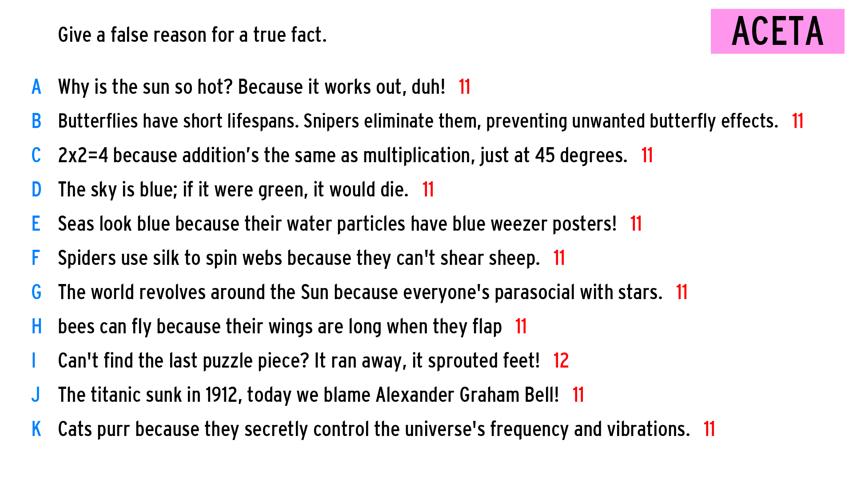 Give a false reason for a true fact.
ACETA
A Why is the sun so hot? Because it works out, duh! 11
B Butterflies have short lifespans. Snipers eliminate them, preventing unwanted butterfly effects. 11
C 2x2=4 because addition's the same as multiplication, just at 45 degrees. 11
D The sky is blue; if it were green, it would die. 11
E Seas look blue because their water particles have blue weezer posters! 11
F Spiders use silk to spin webs because they can't shear sheep. 11
G The world revolves around the Sun because everyone's parasocial with stars. 11
H bees can fly because their wings are long when they flap 11
I Can't find the last puzzle piece? It ran away, it sprouted feet! 12
J The titanic sunk in 1912, today we blame Alexander Graham Bell! 11
K Cats purr because they secretly control the universe's frequency and vibrations. 11